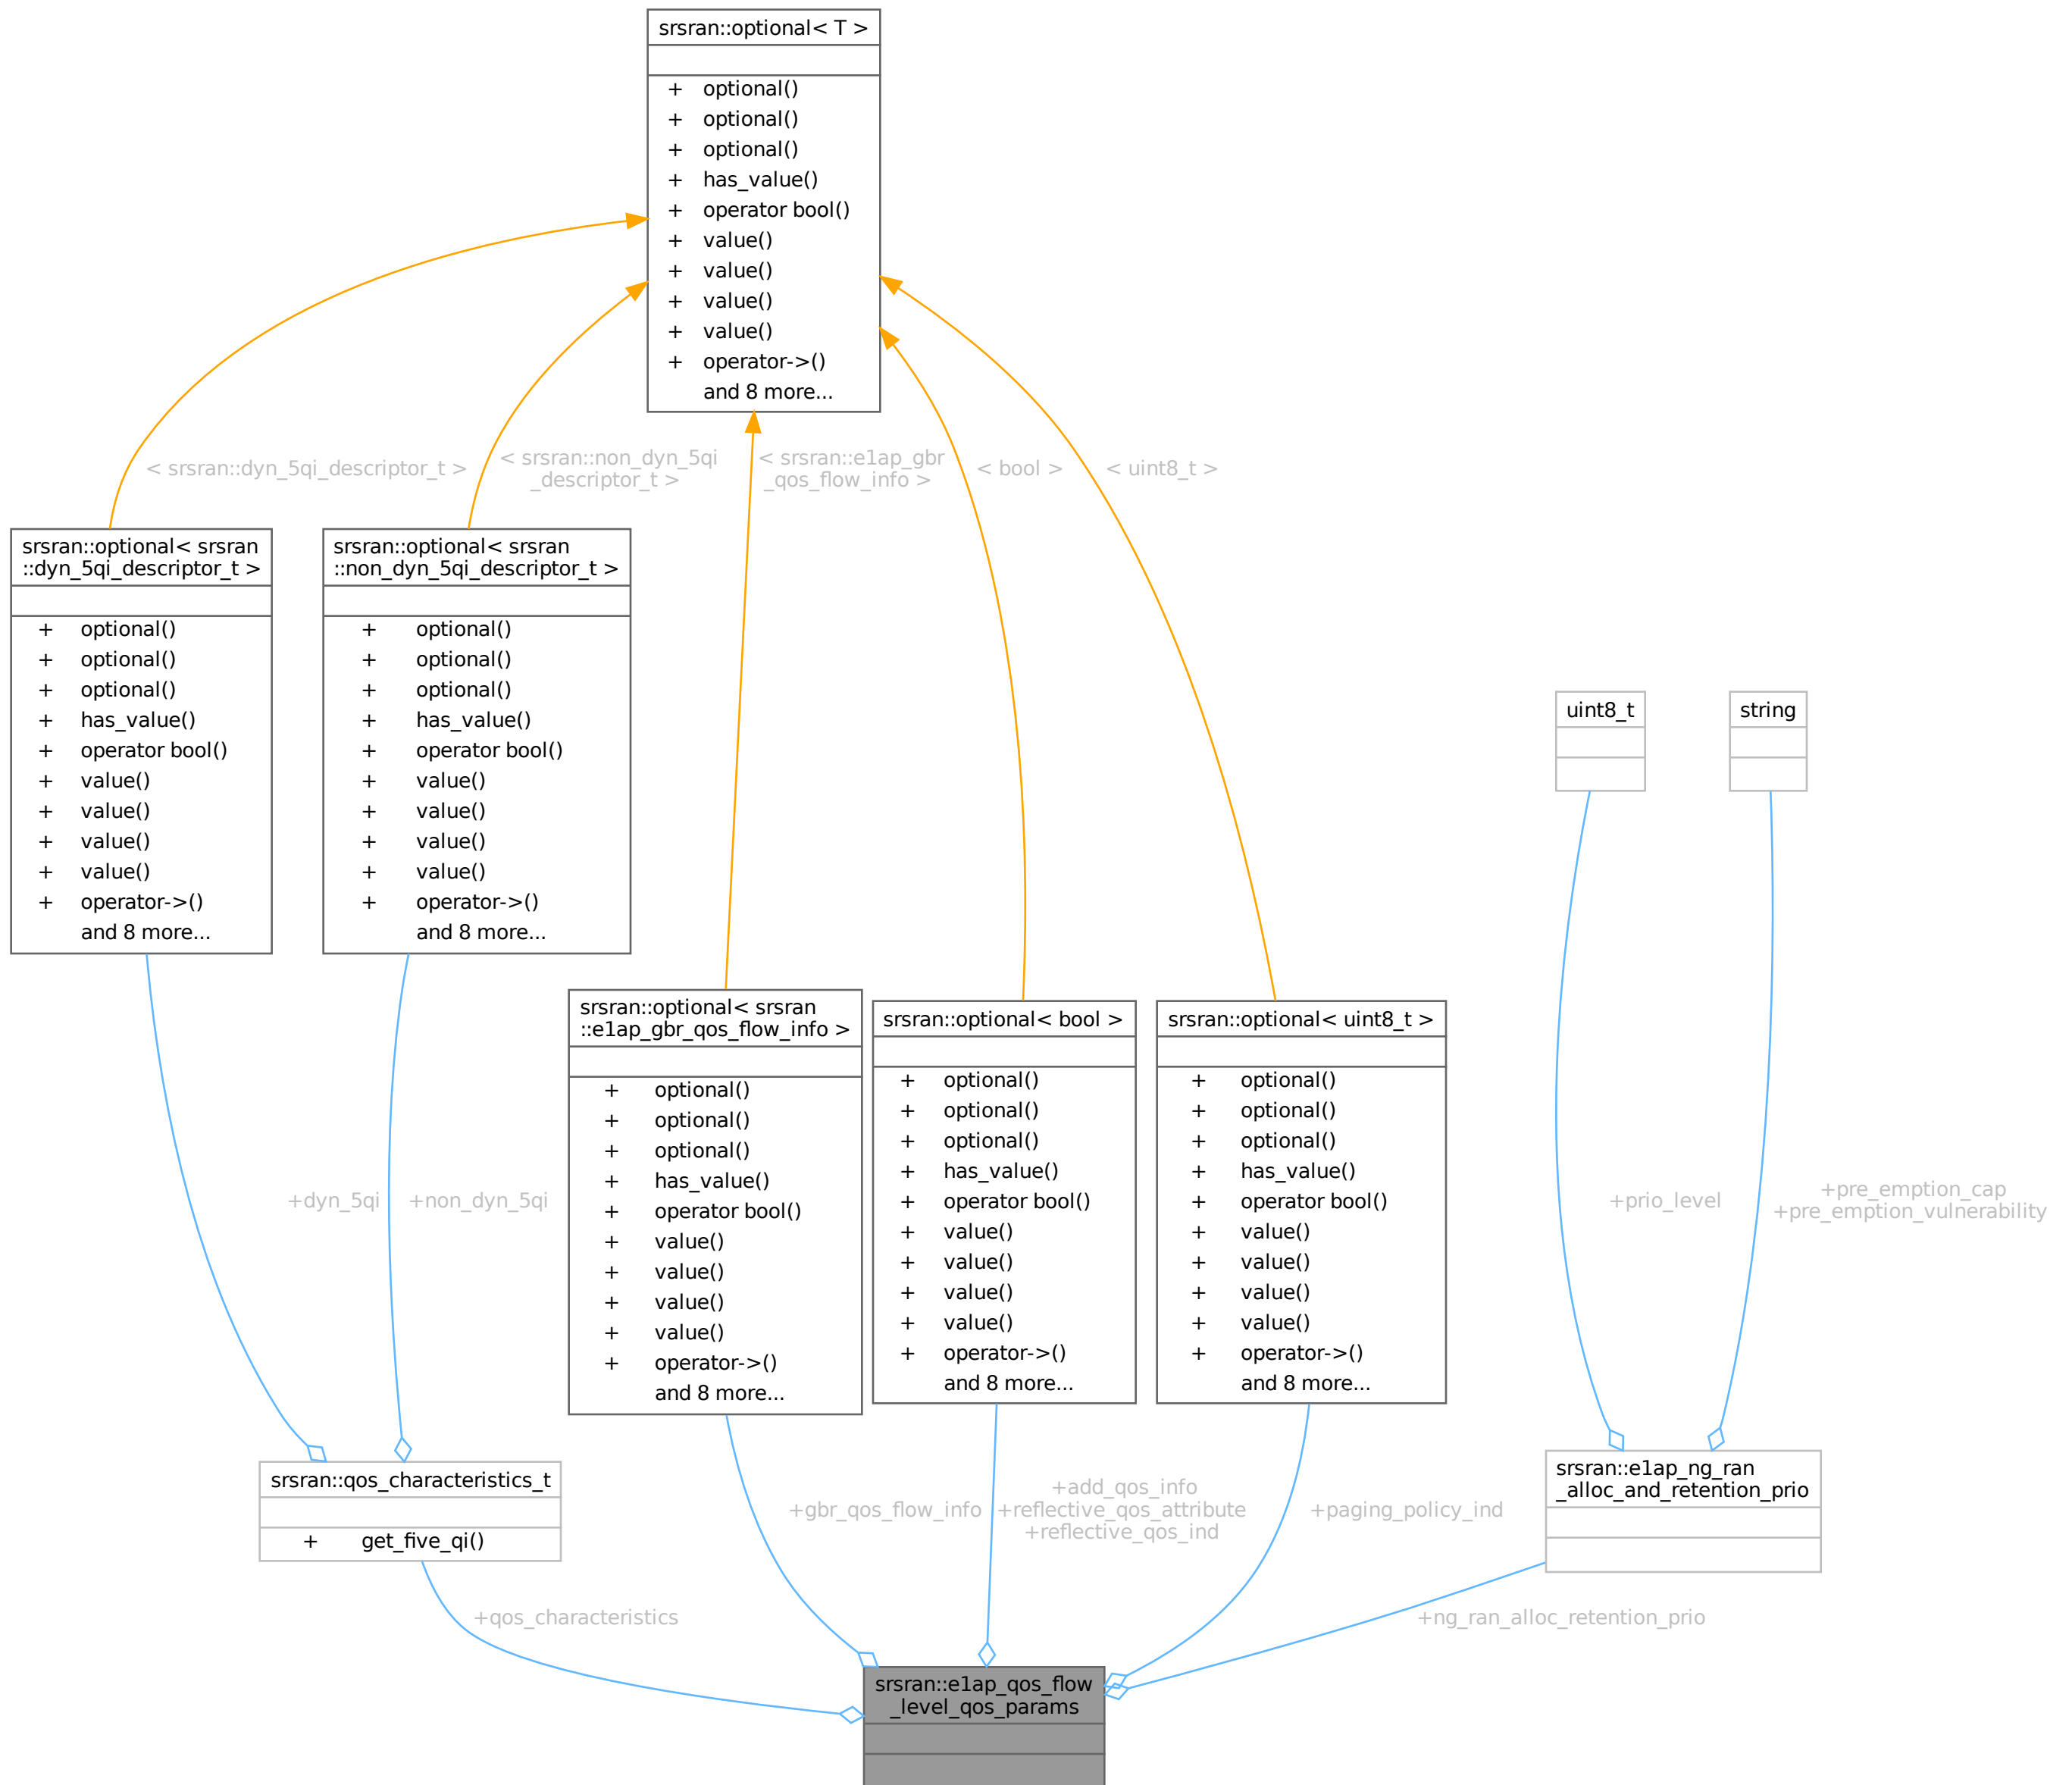 srsran::optional< T >
+ optional()
+ optional()
+ optional()
+ has_value()
+ operator bool()
+ value()
+ value()
+ value()
+ value()
+ operator->()
and 8 more...
< srsran::dyn_5qi_descriptor_t >
< srsran::non_dyn_5qi
_descriptor_t >
< srsran::e1ap_gbr
_qos_flow_info >
< bool >
< uint8_t >
srsran::optional< srsran
::dyn_5qi_descriptor_t >
+ optional()
+ optional()
+ optional()
+ has_value()
+ operator bool()
+ value()
+ value()
+ value()
+ value()
+ operator->()
and 8 more...
srsran::optional< srsran
::non_dyn_5qi_descriptor_t >
+ optional()
+ optional()
+ optional()
+ has_value()
+ operator bool()
+ value()
+ value()
+ value()
+ value()
+ operator->()
and 8 more...
uint8_t
string
srsran::optional< srsran
::e1ap_gbr_qos_flow_info >
+ optional()
+ optional()
+ optional()
+ has_value()
+ operator bool()
+ value()
+ value()
+ value()
+ value()
+ operator->()
and 8 more...
srsran::optional< bool >
+ optional()
+ optional()
+ optional()
+ has_value()
+ operator bool()
+ value()
+ value()
+ value()
+ value()
+ operator->()
and 8 more...
srsran::optional< uint8_t >
+ optional()
+ optional()
+ optional()
+ has_value()
+ operator bool()
+ value()
+ value()
+ value()
+ value()
+ operator->()
and 8 more...
+dyn_5qi
+non_dyn_5qi
+prio_level
+pre_emption_cap
+pre_emption_vulnerability
srsran::qos_characteristics_t
+ get_five_qi()
+gbr_qos_flow_info
+add_qos_info
+reflective_qos_attribute
+reflective_qos_ind
+paging_policy_ind
srsran::e1ap_ng_ran
_alloc_and_retention_prio
+qos_characteristics
+ng_ran_alloc_retention_prio
srsran::e1ap_qos_flow
_level_qos_params